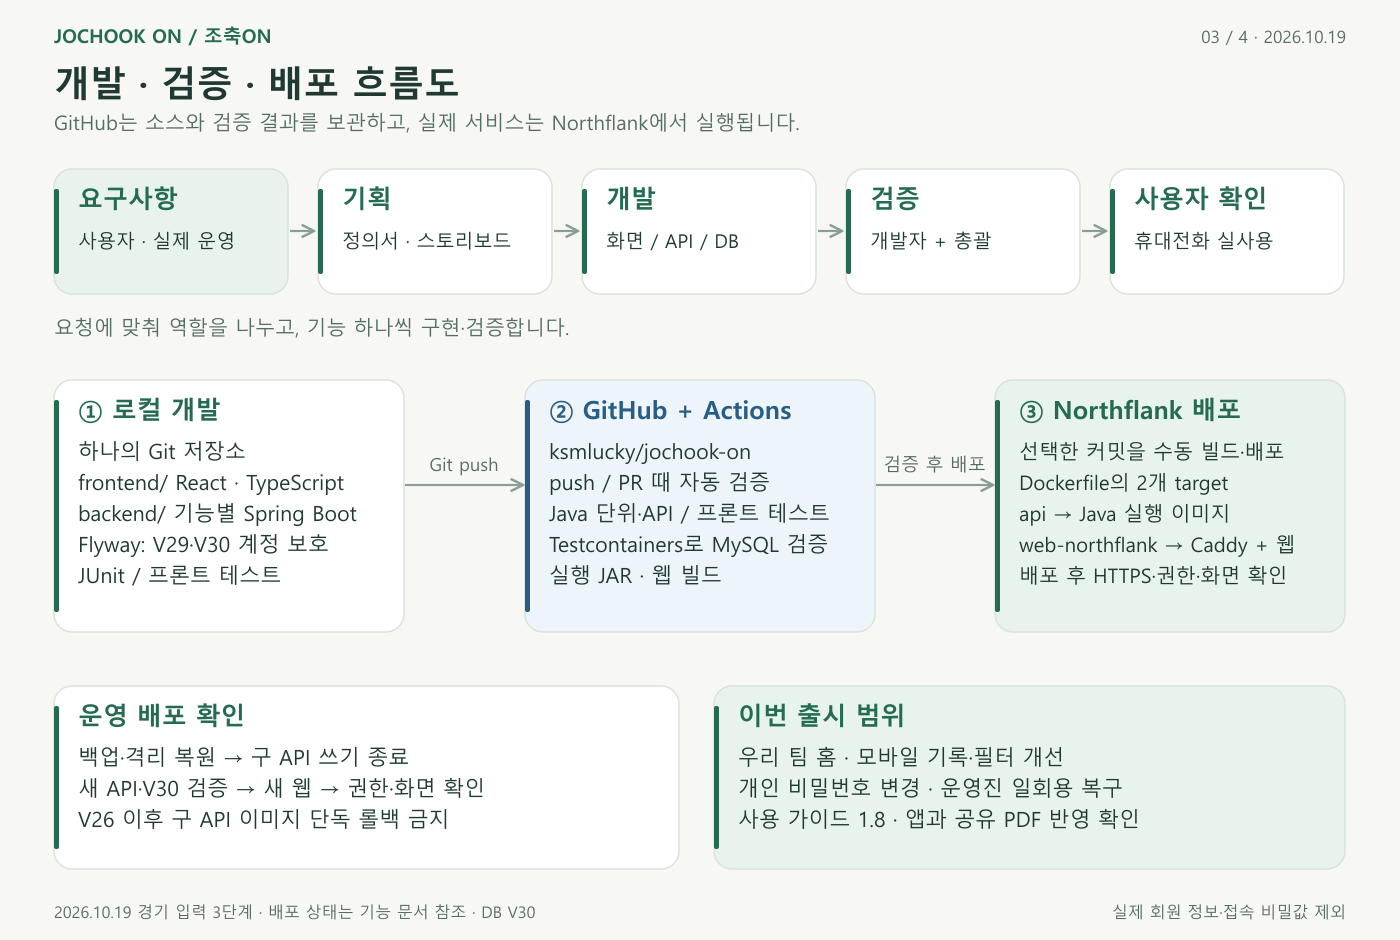 JOCHOOK ON / 조축ON
03 / 4 · 2026.10.19
개발 · 검증 · 배포 흐름도
GitHub는 소스와 검증 결과를 보관하고, 실제 서비스는 Northflank에서 실행됩니다.
요구사항
사용자 · 실제 운영
기획
정의서 · 스토리보드
개발
화면 / API / DB
검증
개발자 + 총괄
사용자 확인
휴대전화 실사용
요청에 맞춰 역할을 나누고, 기능 하나씩 구현·검증합니다.
① 로컬 개발
하나의 Git 저장소
frontend/ React · TypeScript
backend/ 기능별 Spring Boot
Flyway: V29·V30 계정 보호
JUnit / 프론트 테스트
Git push
② GitHub + Actions
ksmlucky/jochook-on
push / PR 때 자동 검증
Java 단위·API / 프론트 테스트
Testcontainers로 MySQL 검증
실행 JAR · 웹 빌드
검증 후 배포
③ Northflank 배포
선택한 커밋을 수동 빌드·배포
Dockerfile의 2개 target
api → Java 실행 이미지
web-northflank → Caddy + 웹
배포 후 HTTPS·권한·화면 확인
운영 배포 확인
백업·격리 복원 → 구 API 쓰기 종료
새 API·V30 검증 → 새 웹 → 권한·화면 확인
V26 이후 구 API 이미지 단독 롤백 금지
이번 출시 범위
우리 팀 홈 · 모바일 기록·필터 개선
개인 비밀번호 변경 · 운영진 일회용 복구
사용 가이드 1.8 · 앱과 공유 PDF 반영 확인
2026.10.19 경기 입력 3단계 · 배포 상태는 기능 문서 참조 · DB V30
실제 회원 정보·접속 비밀값 제외